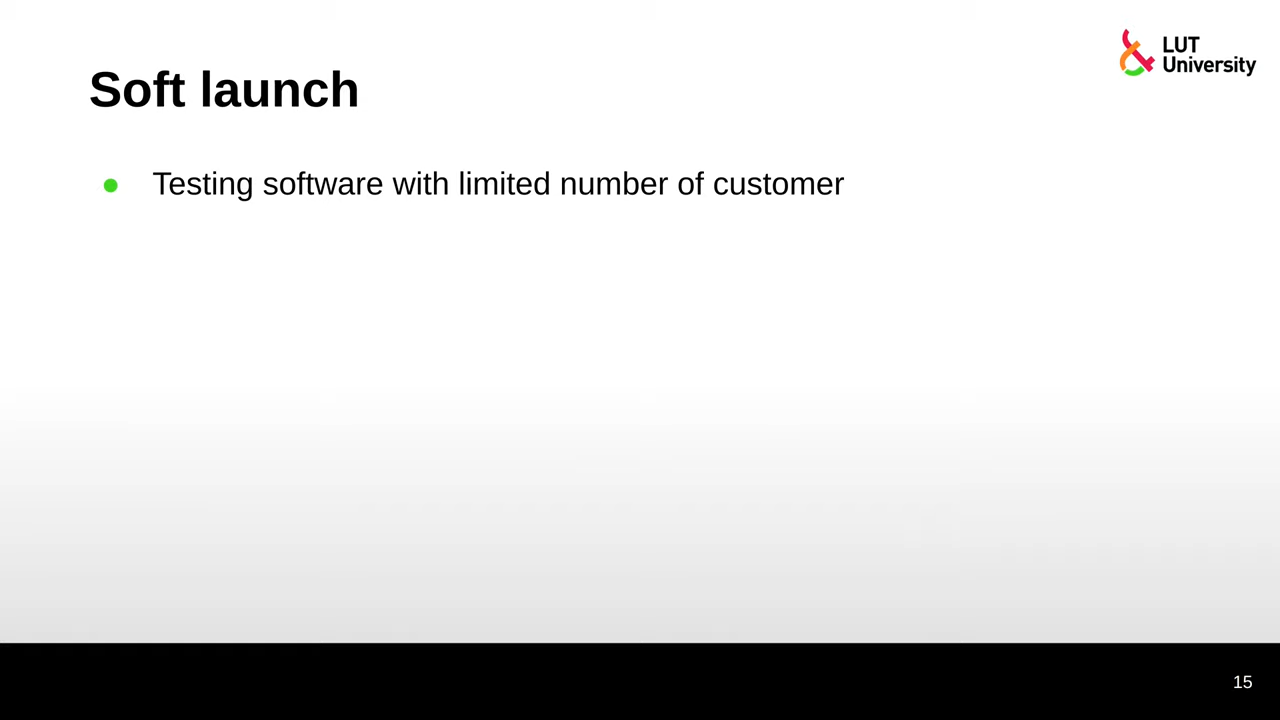 LUT
University
Soft launch
Testing software with limited number of customer
15